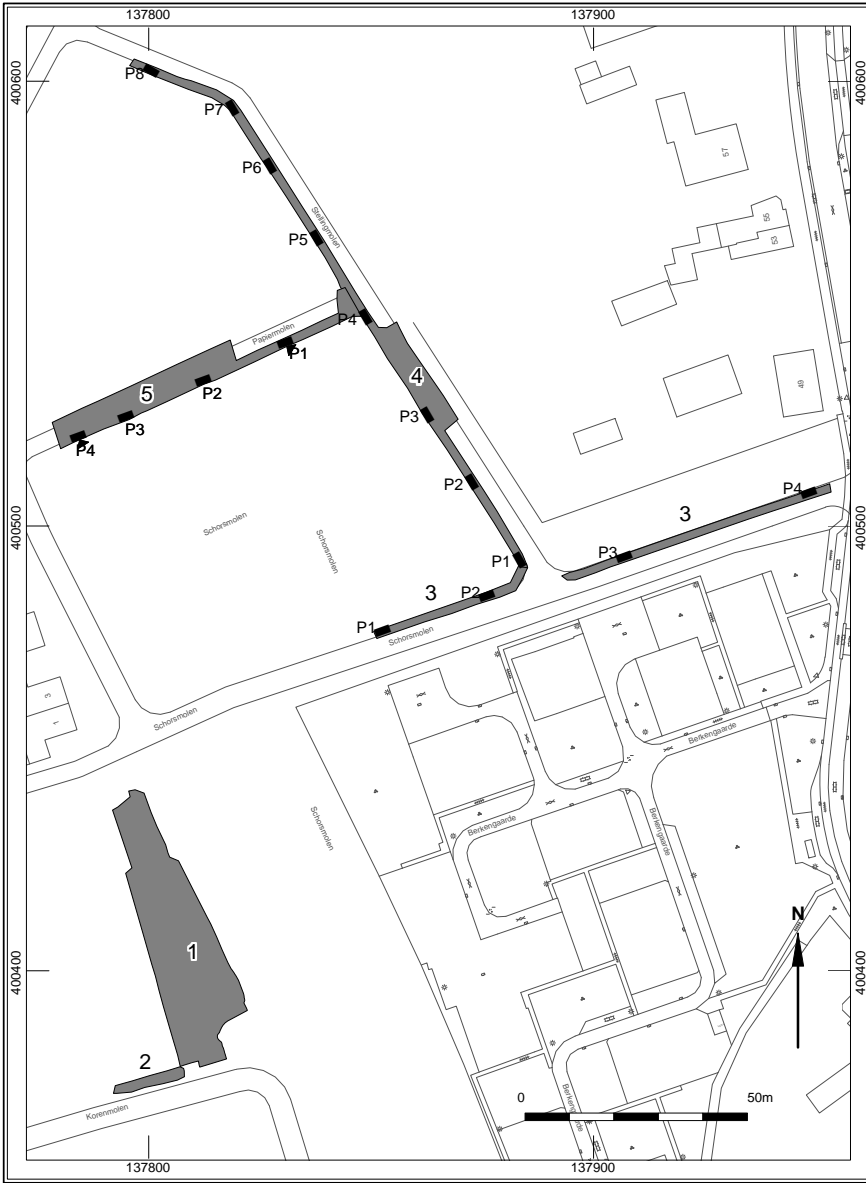 137800
137900
400600
400600
P8
P7
P6
57
Stellingmolen
55
53
P5
P4
Papiermolen
P1
4
49
P2
5
P3
P3
P4
P2
P4
3
400500
400500
Schorsmolen
Schorsmolen
P1
P3
3
P2
P1
Schorsmolen
3
1
Schorsmolen
Berkengaarde
Schorsmolen
Berkengaarde
Berkengaarde
1
N
400400
400400
2
Korenmolen
Berkengaarde
0
50m
137800
137900